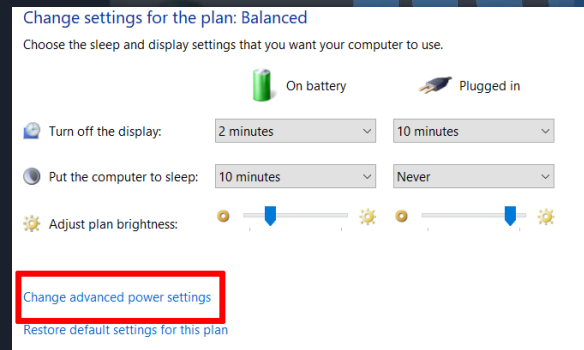 Change settings for the plan: Balanced
Choose the sleep and display settings that you want your computer to use.
On battery
Plugged in
Turn off the display: 2 minutes 10 minutes
Put the computer to sleep: 10 minutes Never
Adjust plan brightness:
Change advanced power settings
Restore default settings for this plan